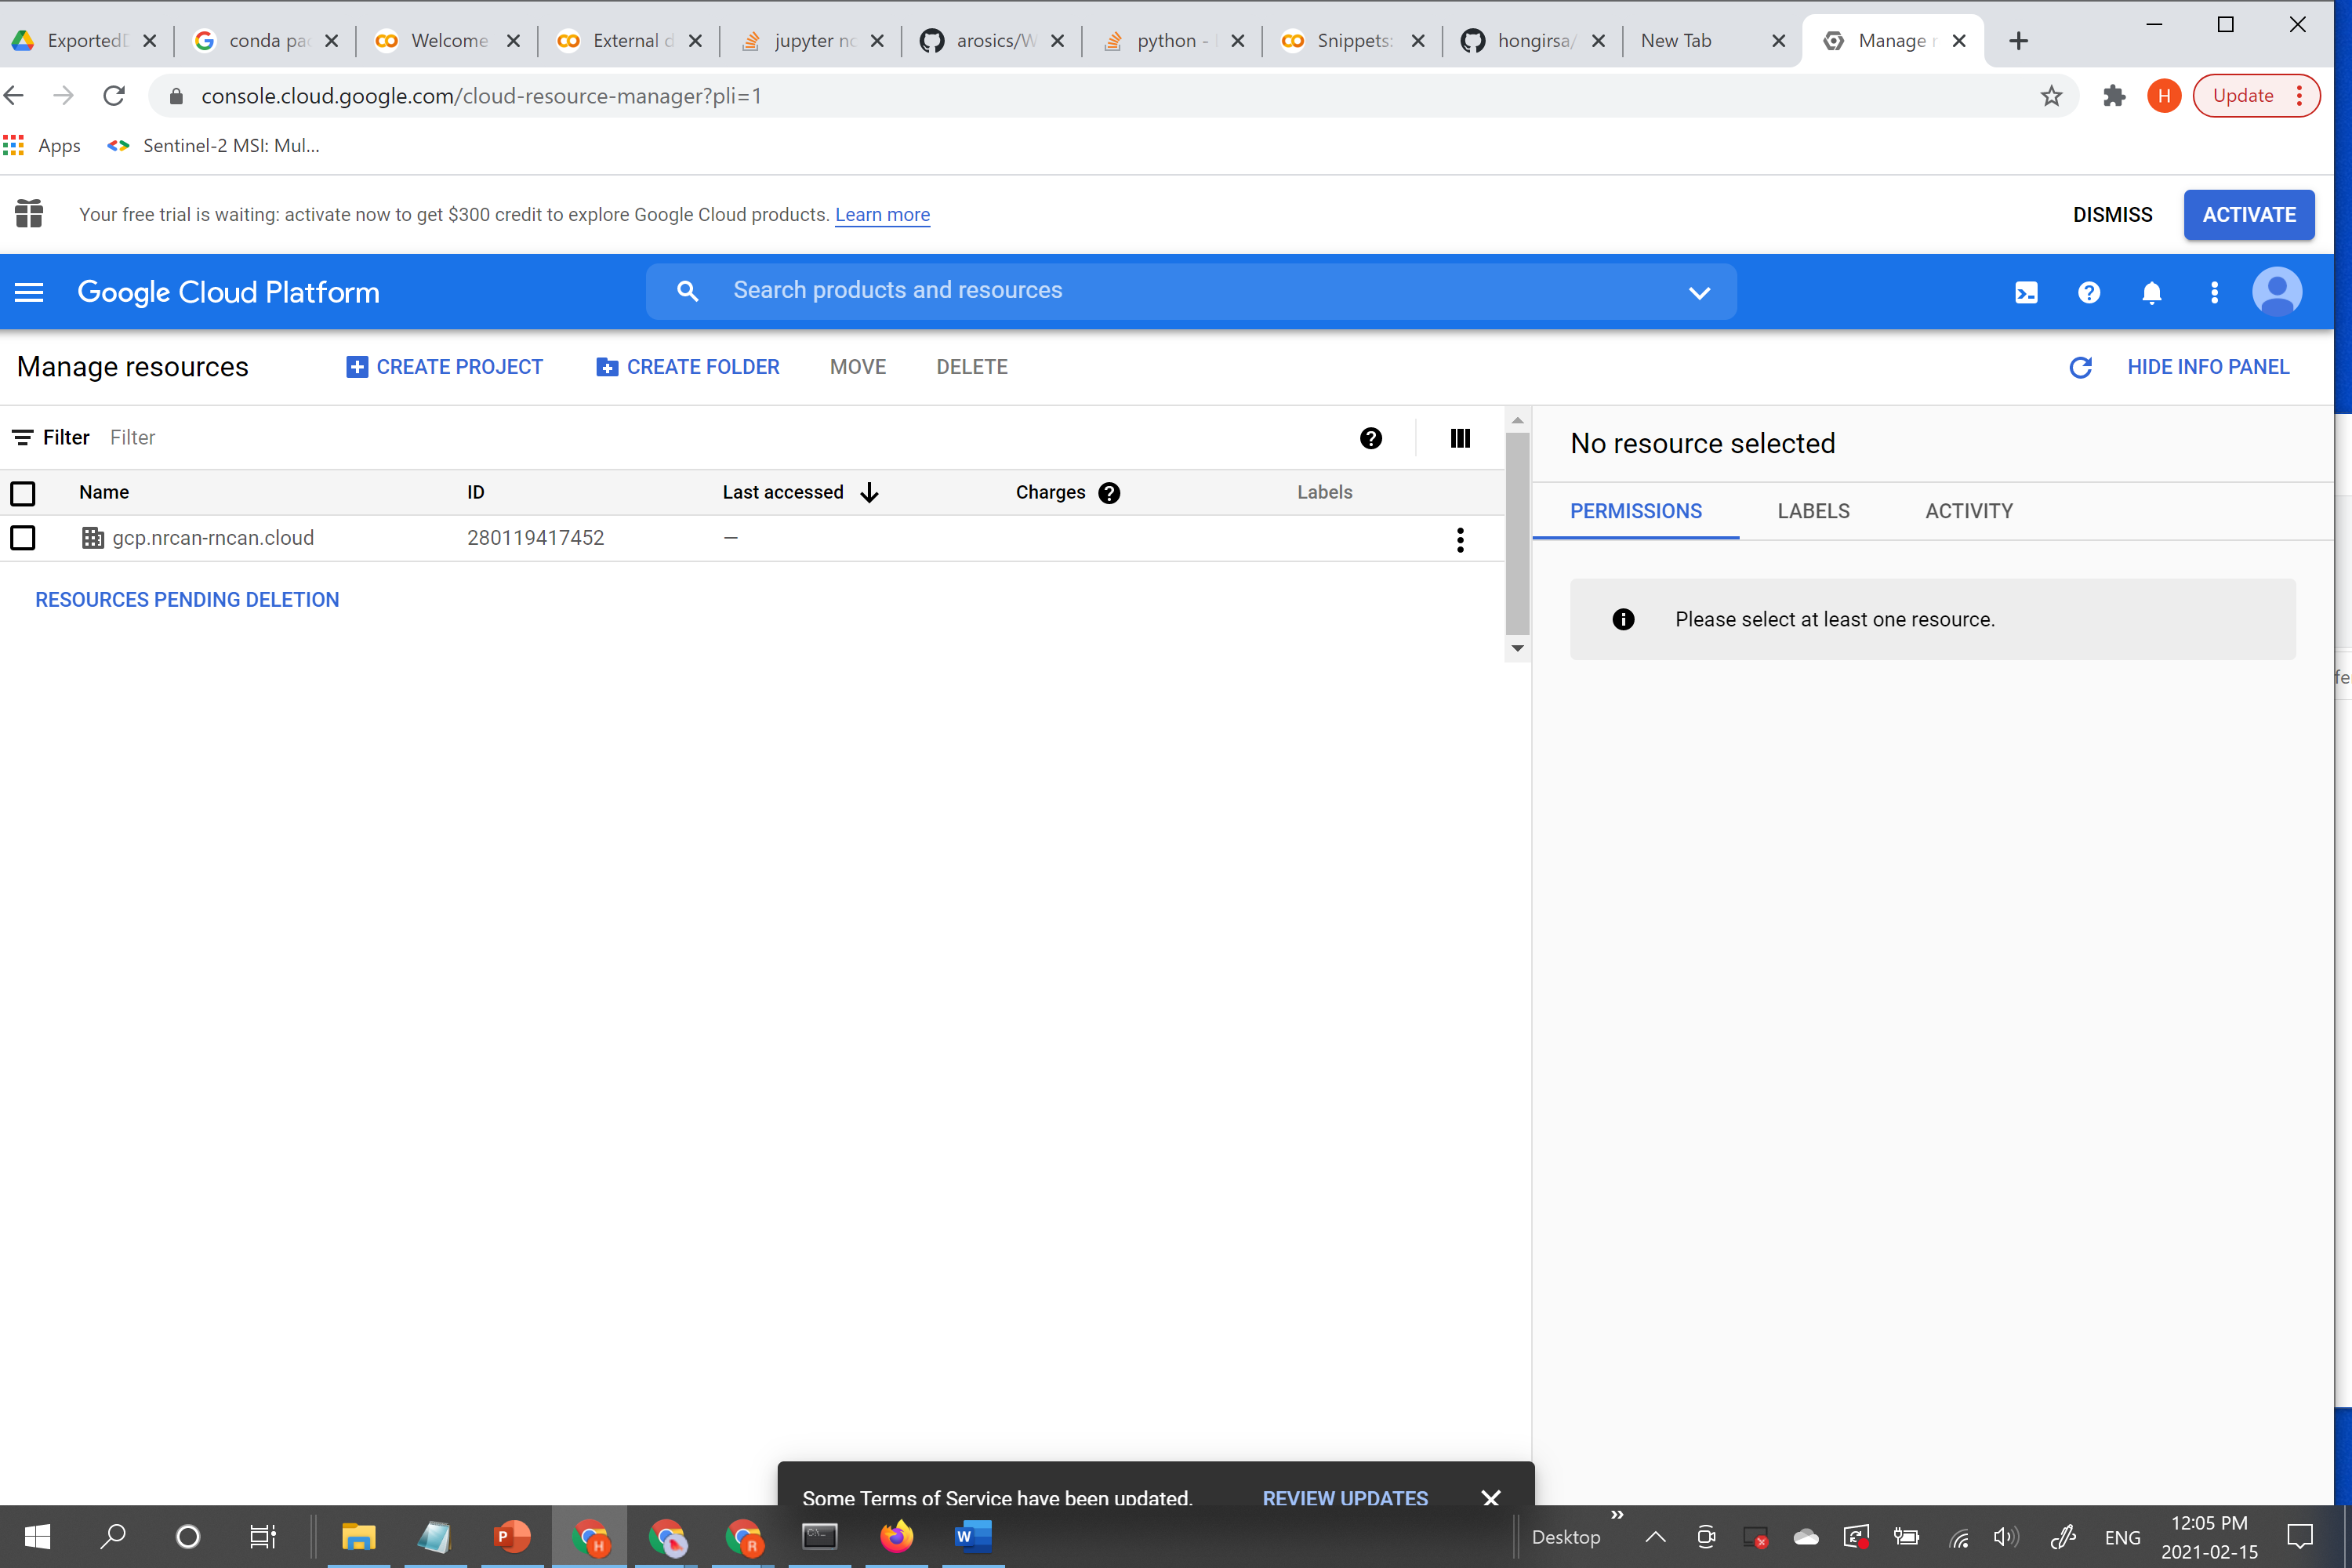 ExportedD
conda pac
Welcome
External d
jupyter no
arosics/W
python -
Snippets:
hongirsa/
New Tab
Manage r
console.cloud.google.com/cloud-resource-manager?pli=1
H
Update
Apps
Sentinel-2 MSI: Mul...
Your free trial is waiting: activate now to get $300 credit to explore Google Cloud products. Learn more
DISMISS
ACTIVATE
Google Cloud Platform
Search products and resources
Manage resources
CREATE PROJECT
CREATE FOLDER
MOVE
DELETE
HIDE INFO PANEL
Filter Filter
Name
ID
Last accessed
Charges
Labels
gcp.nrcan-rncan.cloud
280119417452
—
RESOURCES PENDING DELETION
No resource selected
PERMISSIONS
LABELS
ACTIVITY
Please select at least one resource.
fe
Some Terms of Service have been updated.
REVIEW UPDATES
Desktop
ENG
12:05 PM
2021-02-15